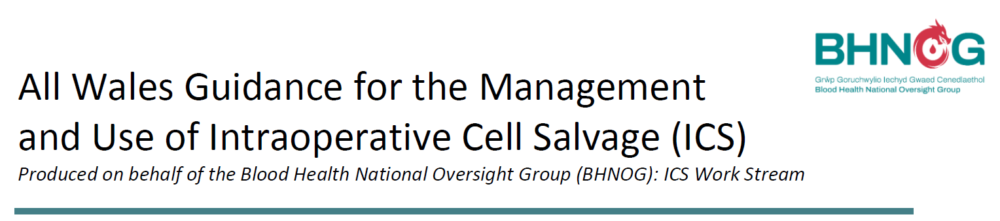 BHNOG
Grŵp Goruchwylio Iechyd Gwaed Cenedlaethol
Blood Health National Oversight Group
All Wales Guidance for the Management
and Use of Intraoperative Cell Salvage (ICS)
Produced on behalf of the Blood Health National Oversight Group (BHNOG): ICS Work Stream